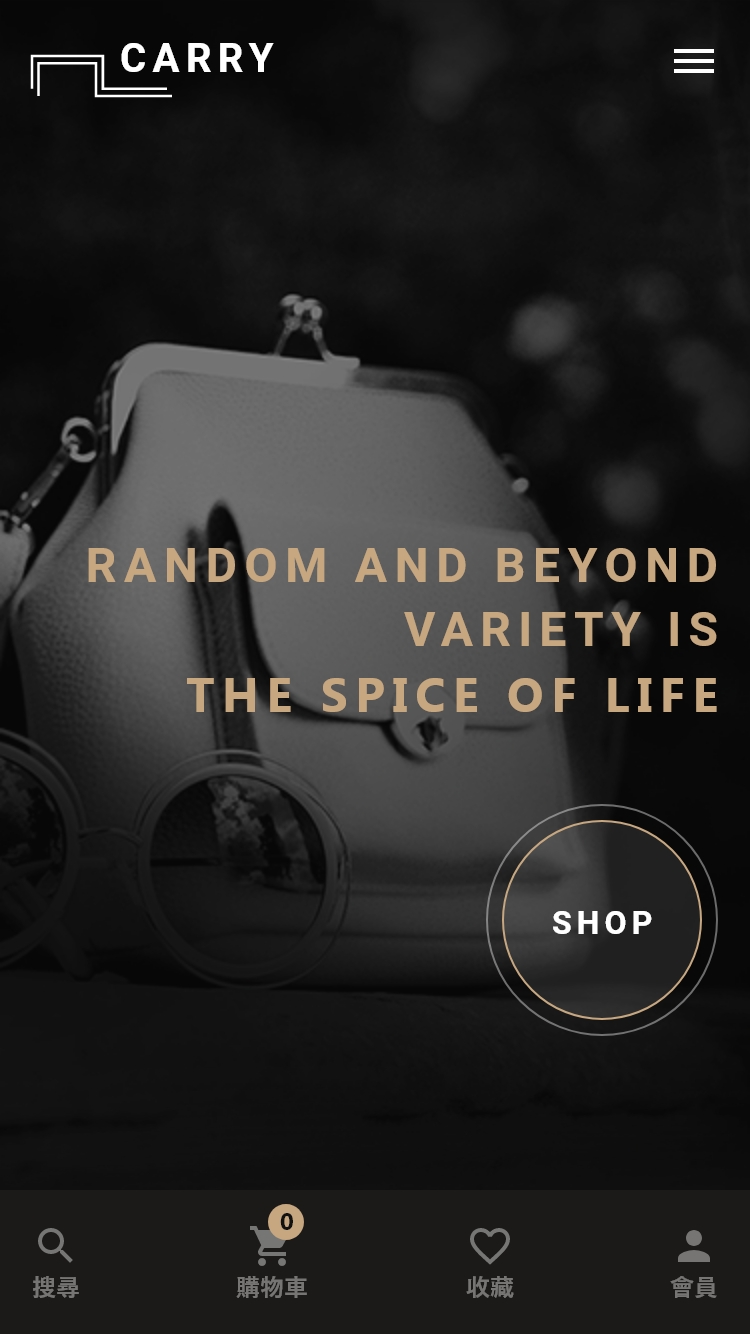 CARRY
RANDOM AND BEYOND
VARIETY IS
THE SPICE OF LIFE
SHOP
0
搜尋 購物車 收藏 會員